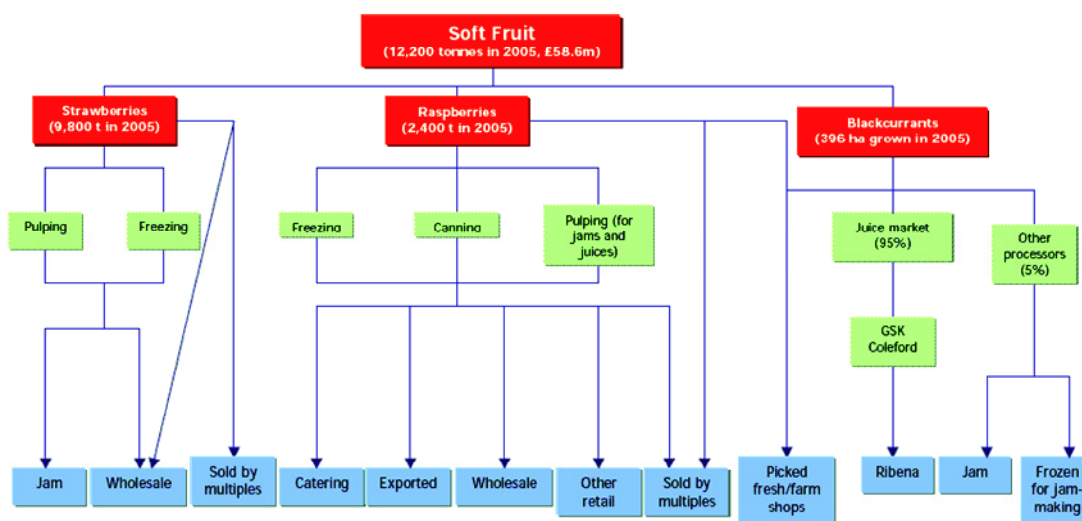 Soft Fruit
(12,200 tonnes in 2005, £58.6m)
Strawberries
(9,800 t in 2005)
Raspberries
(2,400 t in 2005)
Blackcurrants
(396 ha grown in 2005)
Pulping
Freezing
Freezing
Canning
Pulping (for
jams and
juices)
Juice market
(95%)
Other
processors
(5%)
GSK
Coleford
Jam
Wholesale
Sold by
multiples
Catering
Exported
Wholesale
Other
retail
Sold by
multiples
Picked
fresh/farm
shops
Ribena
Jam
Frozen
for jam-
making